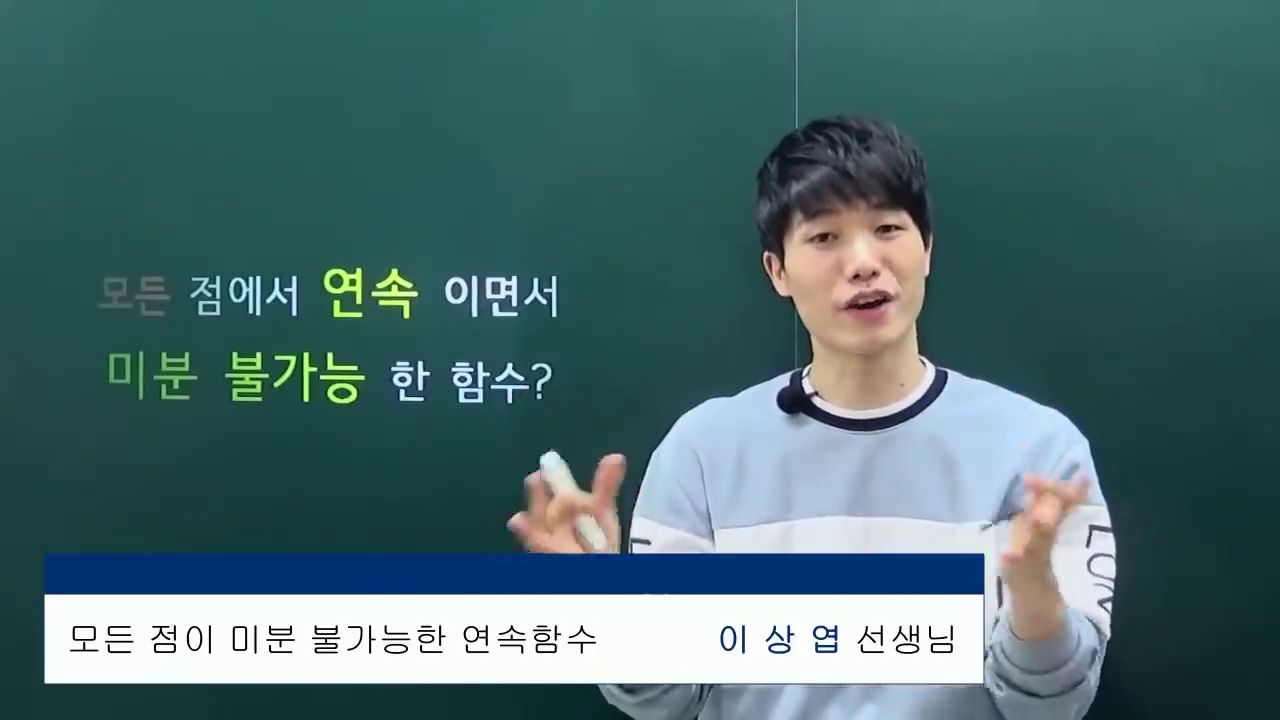 모든 점에서 연속 이면서
미분 불가능 한 함수?
모든 점이 미분 불가능한 연속함수
이 상 엽 선생님